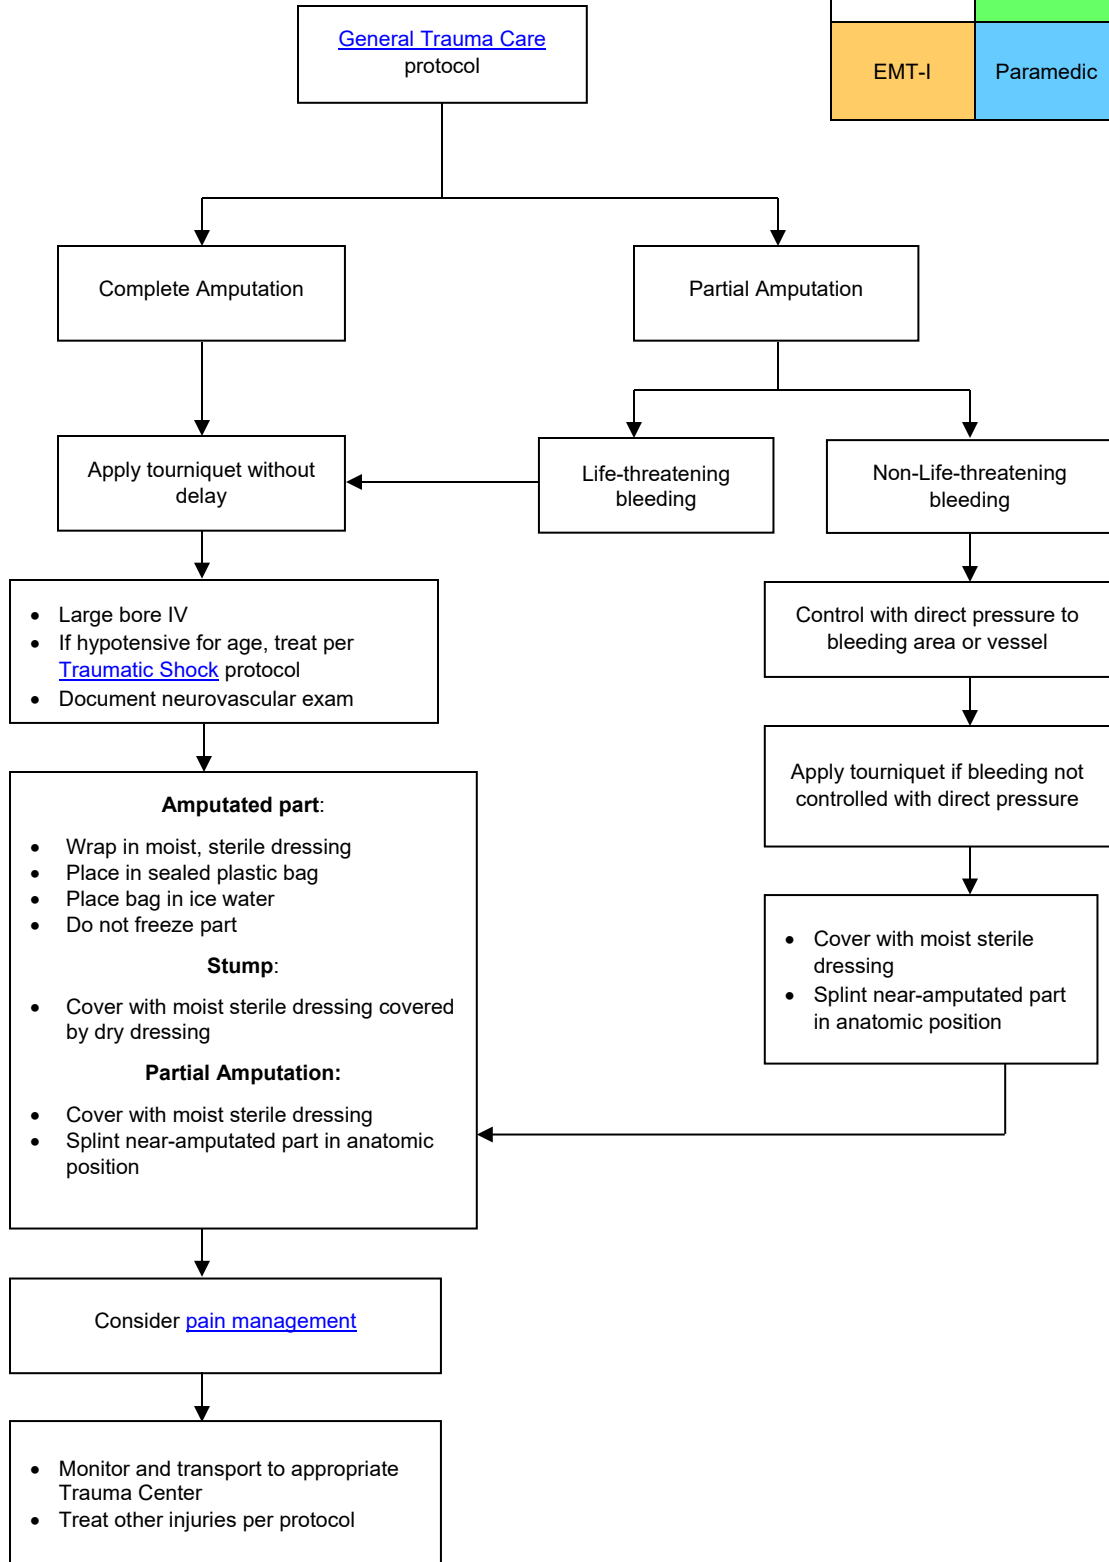 General Trauma Care
protocol
EMT-I
Paramedic
Complete Amputation
Partial Amputation
Apply tourniquet without
delay
Life-threatening
bleeding
Non-Life-threatening
bleeding
• Large bore IV
• If hypotensive for age, treat per
Traumatic Shock protocol
• Document neurovascular exam
Control with direct pressure to
bleeding area or vessel
Apply tourniquet if bleeding not
controlled with direct pressure
Amputated part:
• Wrap in moist, sterile dressing
• Place in sealed plastic bag
• Place bag in ice water
• Do not freeze part
Stump:
• Cover with moist sterile dressing covered
by dry dressing
Partial Amputation:
• Cover with moist sterile dressing
• Splint near-amputated part in anatomic
position
• Cover with moist sterile
dressing
• Splint near-amputated part
in anatomic position
Consider pain management
• Monitor and transport to appropriate
Trauma Center
• Treat other injuries per protocol